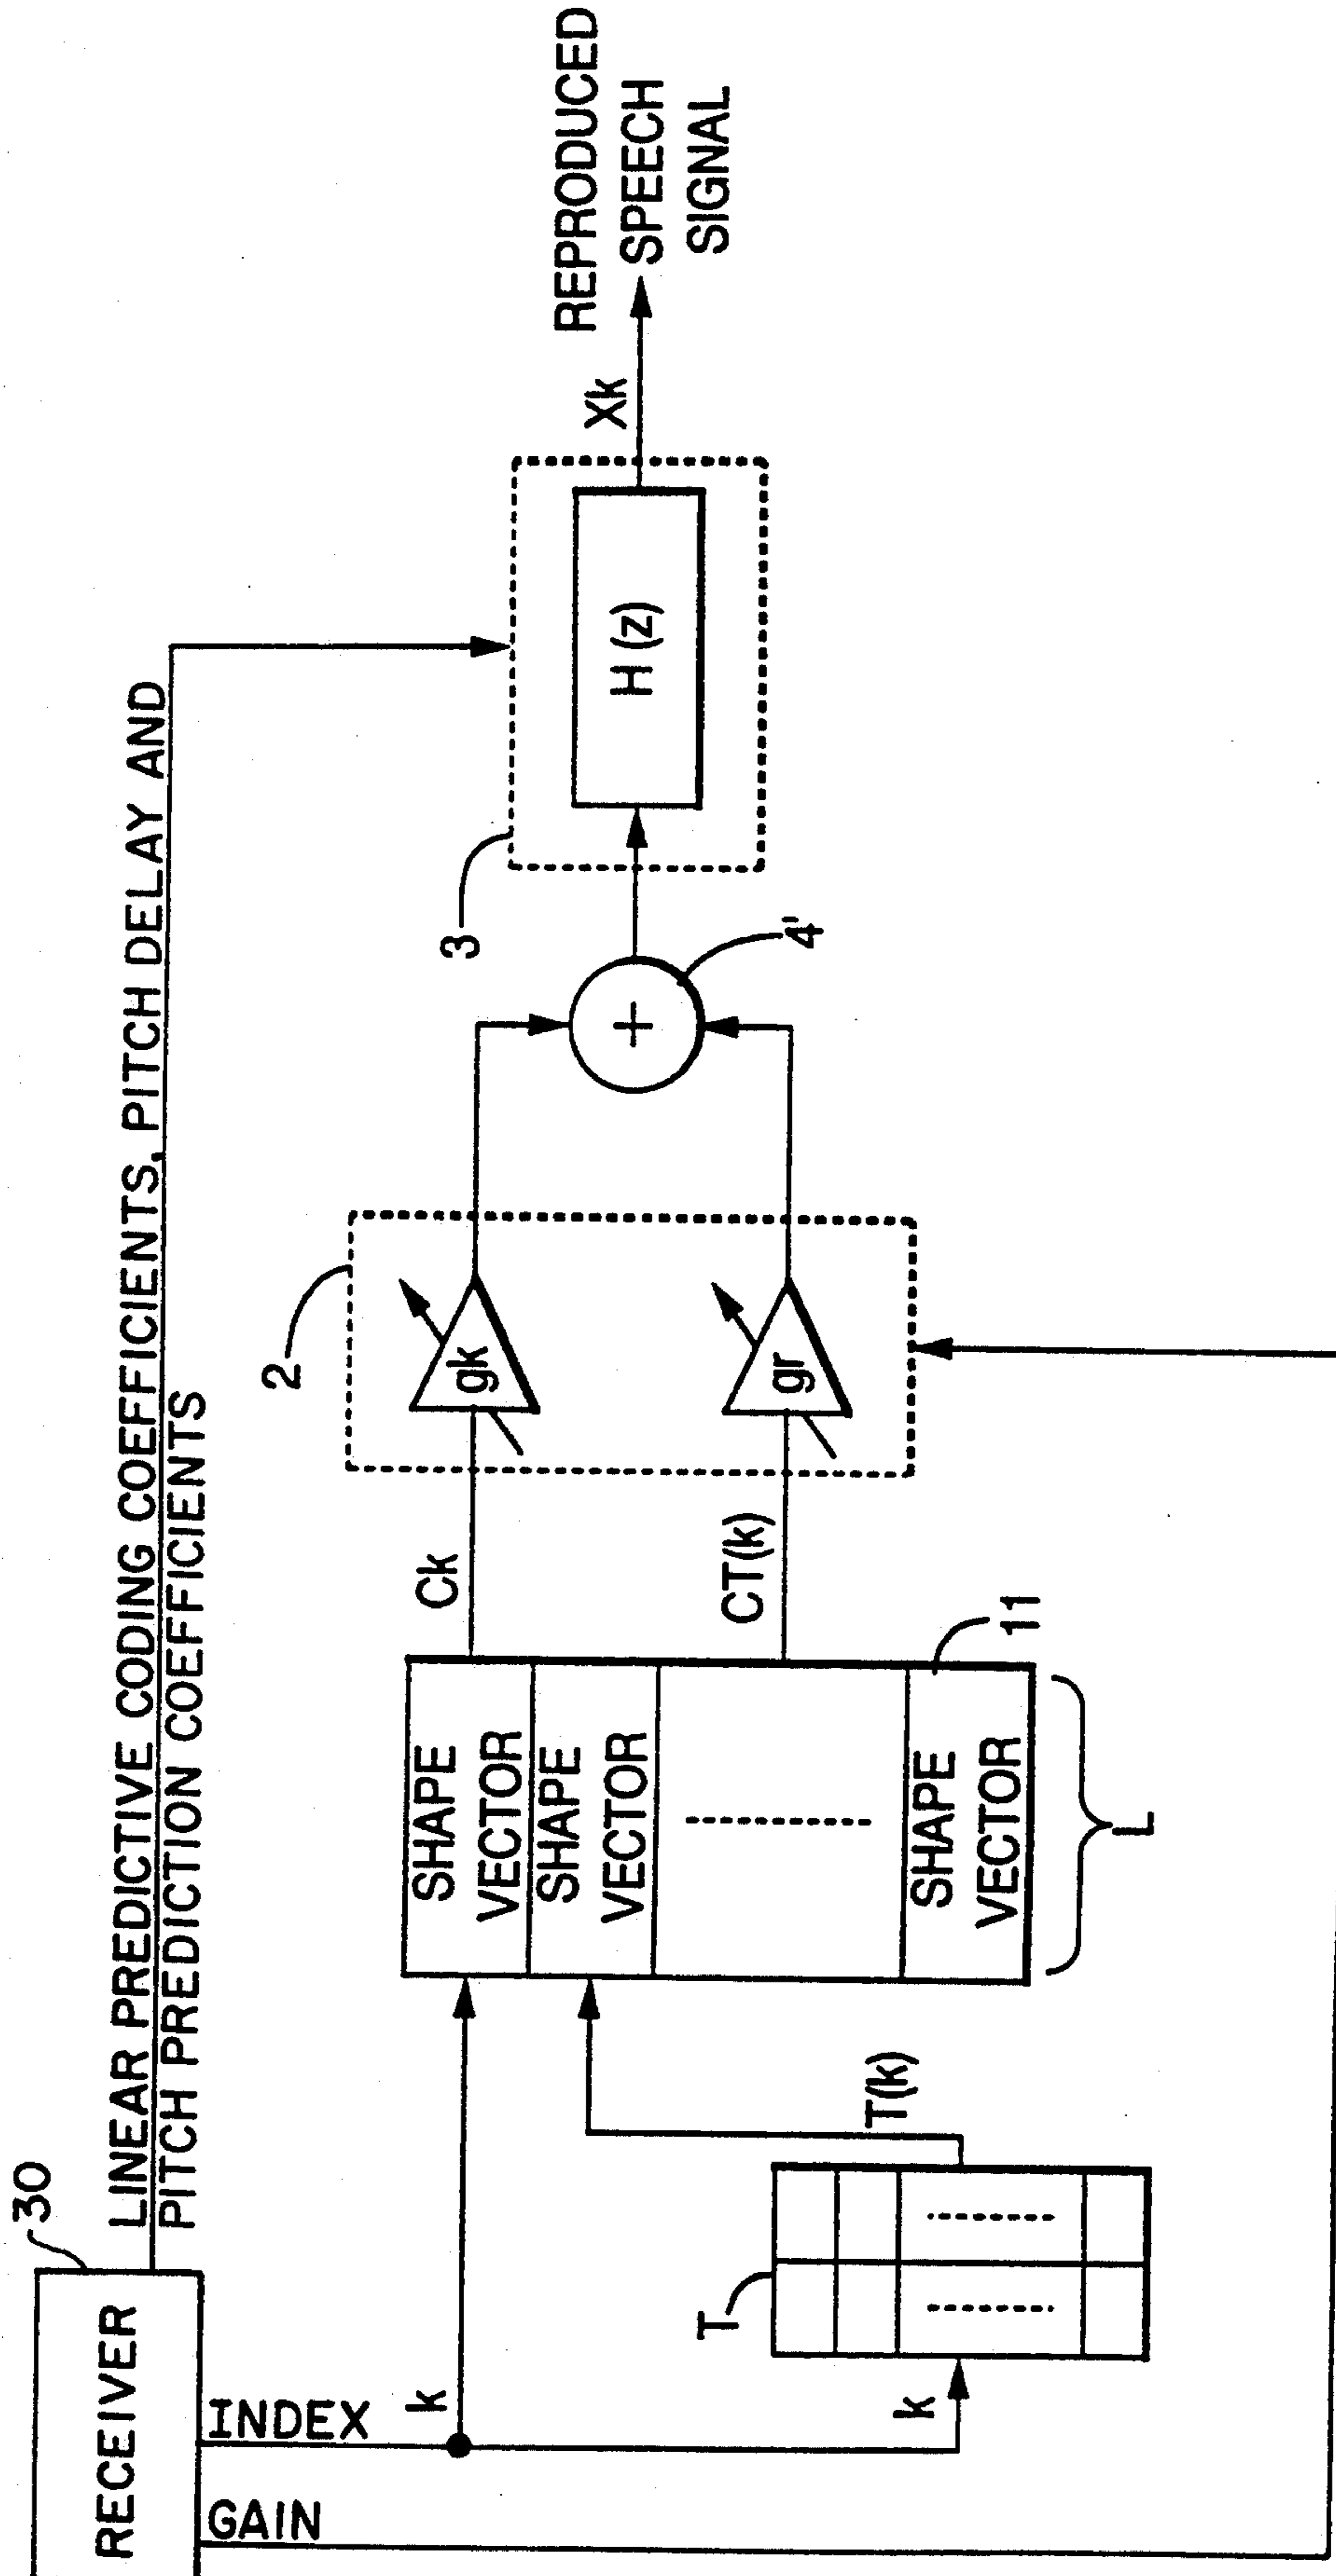 RECEIVER
30
LINEAR PREDICTIVE CODING COEFFICIENTS, PITCH DELAY AND
PITCH PREDICTION COEFFICIENTS
GAIN
INDEX
k
k
T
T(k)
SHAPE
VECTOR
SHAPE
VECTOR
SHAPE
VECTOR
11
L
Ck
CT(k)
2
gk
gr
4'
3
H(z)
Xk
REPRODUCED
SPEECH
SIGNAL